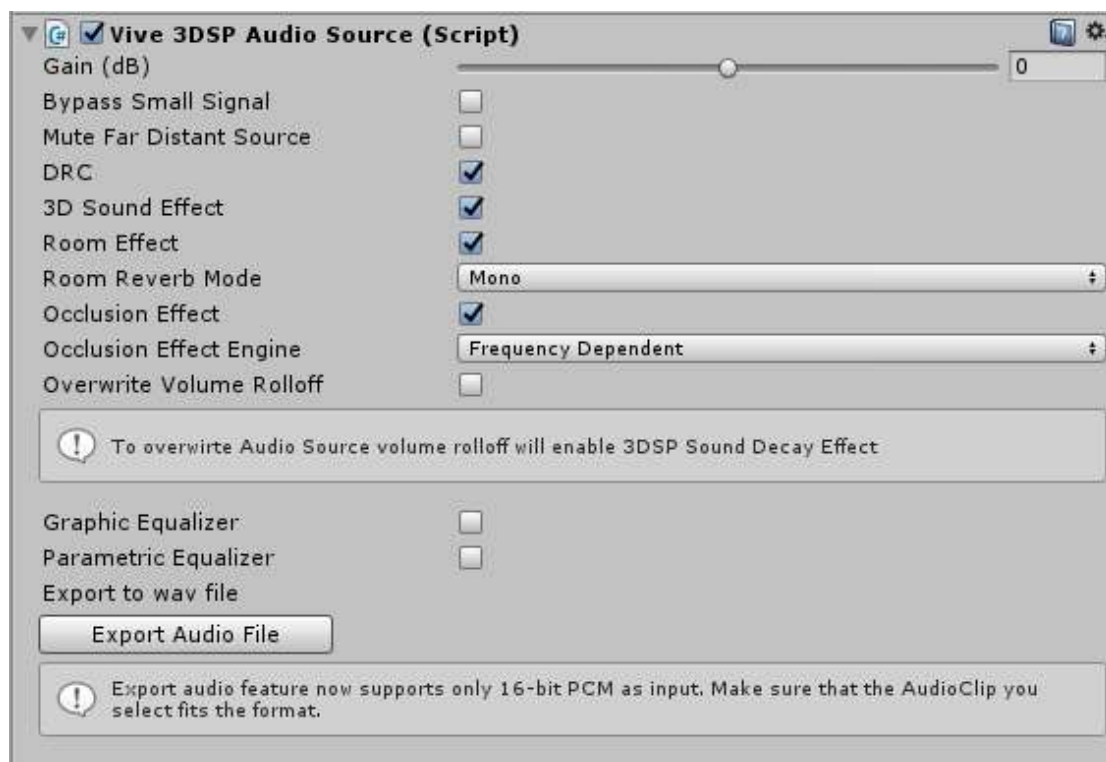 Vive 3DSP Audio Source (Script)
Gain (dB) 0
Bypass Small Signal
Mute Far Distant Source
DRC
3D Sound Effect
Room Effect
Room Reverb Mode Mono
Occlusion Effect
Occlusion Effect Engine Frequency Dependent
Overwrite Volume Rolloff
To overwirte Audio Source volume rolloff will enable 3DSP Sound Decay Effect
Graphic Equalizer
Parametric Equalizer
Export to wav file
Export Audio File
Export audio feature now supports only 16-bit PCM as input. Make sure that the AudioClip you
select fits the format.